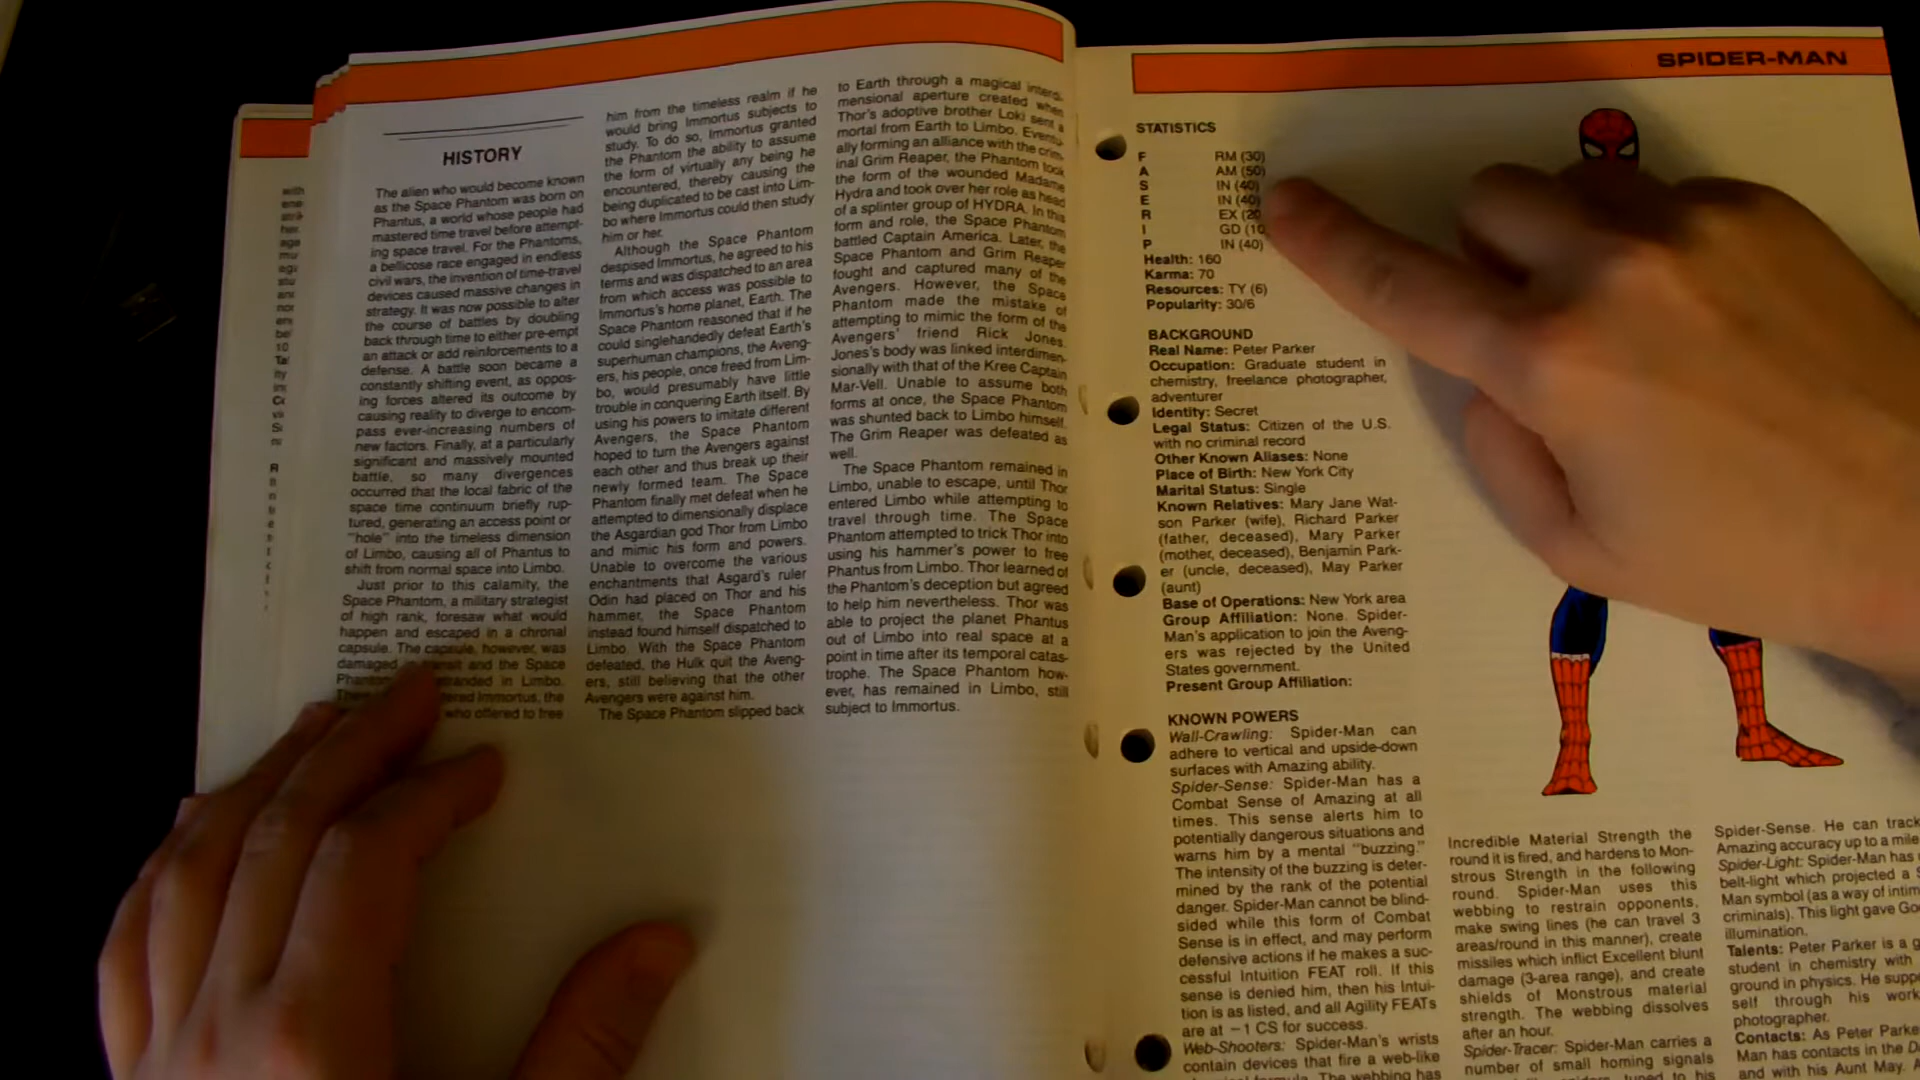 SPIDER-MAN
HISTORY
The alien who would become known
as the Space Phantom was born on
Phantus, a world whose people had
mastered time travel before attempt-
ing space travel. For the Phantoms,
a bellicose race engaged in endless
civil wars, the invention of time-travel
devices caused massive changes in
strategy. It was now possible to alter
the course of battles by doubling
back through time to either pre-empt
an attack or add reinforcements to a
defense. A battle soon became a
constantly shifting event, as oppos-
ing forces altered its outcome by
causing reality to diverge to encom-
pass ever-increasing numbers of
new factors. Finally, at a particularly
significant and massively mounted
battle, so many divergences
occurred that the local fabric of the
space time continuum briefly rup-
tured, generating an access point or
"hole" into the timeless dimension
of Limbo, causing all of Phantus to
shift from normal space into Limbo.
Just prior to this calamity, the
Space Phantom, a military strategist
of high rank, foresaw what would
happen and escaped in a chronal
capsule. The capsule, however, was
damaged in transit and the Space
Phantom stranded in Limbo.
Immortus, the
who offered to free
him from the timeless realm if he
would bring Immortus subjects to
study. To do so, Immortus granted
the Phantom the ability to assume
the form of virtually any being he
encountered, thereby causing the
being duplicated to be cast into Lim-
bo where Immortus could then study
him or her.
Although the Space Phantom
despised Immortus, he agreed to his
terms and was dispatched to an area
from which access was possible to
Immortus's home planet, Earth. The
Space Phantom reasoned that if he
could singlehandedly defeat Earth's
superhuman champions, the Aveng-
ers, his people, once freed from Lim-
bo, would presumably have little
trouble in conquering Earth itself. By
using his powers to imitate different
Avengers, the Space Phantom
hoped to turn the Avengers against
each other and thus break up their
newly formed team. The Space
Phantom finally met defeat when he
attempted to dimensionally displace
the Asgardian god Thor from Limbo
and mimic his form and powers.
Unable to overcome the various
enchantments that Asgard's ruler
Odin had placed on Thor and his
hammer, the Space Phantom
instead found himself dispatched to
Limbo. With the Space Phantom
defeated, the Hulk quit the Aveng-
ers, still believing that the other
Avengers were against him.
The Space Phantom slipped back
to Earth through a magical interdi-
mensional aperture created when
Thor's adoptive brother Loki sent a
mortal from Earth to Limbo. Eventu-
ally forming an alliance with the crim-
inal Grim Reaper, the Phantom took
the form of the wounded Madame
Hydra and took over her role as head
of a splinter group of HYDRA. In this
form and role, the Space Phantom
battled Captain America. Later, the
Space Phantom and Grim Reaper
fought and captured many of the
Avengers. However, the Space
Phantom made the mistake of
attempting to mimic the form of the
Avengers' friend Rick Jones.
Jones's body was linked interdimen-
sionally with that of the Kree Captain
Mar-Vell. Unable to assume both
forms at once, the Space Phantom
was shunted back to Limbo himself.
The Grim Reaper was defeated as
well.
The Space Phantom remained in
Limbo, unable to escape, until Thor
entered Limbo while attempting to
travel through time. The Space
Phantom attempted to trick Thor into
using his hammer's power to free
Phantus from Limbo. Thor learned of
the Phantom's deception but agreed
to help him nevertheless. Thor was
able to project the planet Phantus
out of Limbo into real space at a
point in time after its temporal catas-
trophe. The Space Phantom how-
ever, has remained in Limbo, still
subject to Immortus.
STATISTICS
F RM (30)
A AM (50)
S IN (40)
E IN (40)
R EX (20
I GD (10
P IN (40)
Health: 160
Karma: 70
Resources: TY (6)
Popularity: 30/6
BACKGROUND
Real Name: Peter Parker
Occupation: Graduate student in
chemistry, freelance photographer,
adventurer
Identity: Secret
Legal Status: Citizen of the U.S.
with no criminal record
Other Known Aliases: None
Place of Birth: New York City
Marital Status: Single
Known Relatives: Mary Jane Wat-
son Parker (wife), Richard Parker
(father, deceased), Mary Parker
(mother, deceased), Benjamin Park-
er (uncle, deceased), May Parker
(aunt)
Base of Operations: New York area
Group Affiliation: None. Spider-
Man's application to join the Aveng-
ers was rejected by the United
States government.
Present Group Affiliation:
KNOWN POWERS
Wall-Crawling: Spider-Man can
adhere to vertical and upside-down
surfaces with Amazing ability.
Spider-Sense: Spider-Man has a
Combat Sense of Amazing at all
times. This sense alerts him to
potentially dangerous situations and
warns him by a mental "buzzing."
The intensity of the buzzing is deter-
mined by the rank of the potential
danger. Spider-Man cannot be blind-
sided while this form of Combat
Sense is in effect, and may perform
defensive actions if he makes a suc-
cessful Intuition FEAT roll. If this
sense is denied him, then his Intui-
tion is as listed, and all Agility FEATs
are at −1 CS for success.
Web-Shooters: Spider-Man's wrists
contain devices that fire a web-like
formula. The webbing has
Incredible Material Strength the
round it is fired, and hardens to Mon-
strous Strength in the following
round. Spider-Man uses this
webbing to restrain opponents,
make swing lines (he can travel 3
areas/round in this manner), create
missiles which inflict Excellent blunt
damage (3-area range), and create
shields of Monstrous material
strength. The webbing dissolves
after an hour.
Spider-Tracer: Spider-Man carries a
number of small homing signals
tuned to his
Spider-Sense. He can track
Amazing accuracy up to a mile
Spider-Light: Spider-Man has
belt-light which projected a S
Man symbol (as a way of intim
criminals). This light gave Go
illumination.
Talents: Peter Parker is a g
student in chemistry with
ground in physics. He supp
self through his work
photographer.
Contacts: As Peter Parke
Man has contacts in the D
and with his Aunt May. A